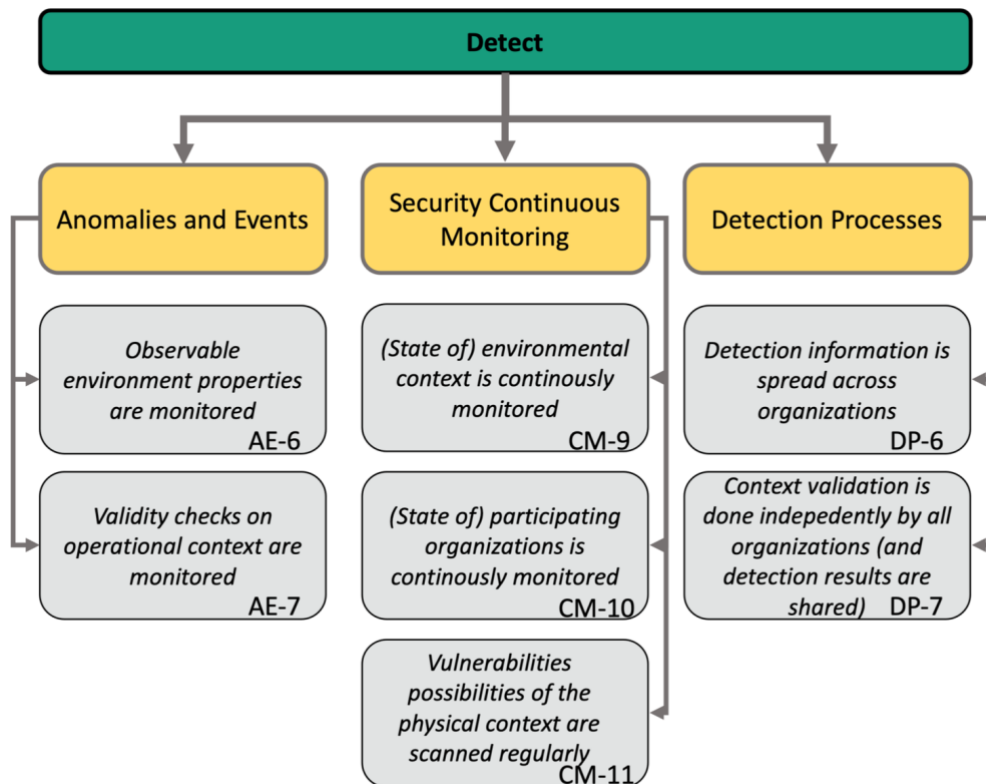 Detect
Anomalies and Events
Security Continuous
Monitoring
Detection Processes
Observable
environment properties
are monitored
AE-6
(State of) environmental
context is continously
monitored
CM-9
Detection information is
spread across
organizations
DP-6
Validity checks on
operational context are
monitored
AE-7
(State of) participating
organizations is
continously monitored
CM-10
Context validation is
done indepedently by all
organizations (and
detection results are
shared) DP-7
Vulnerabilities
possibilities of the
physical context are
scanned regularly
CM-11